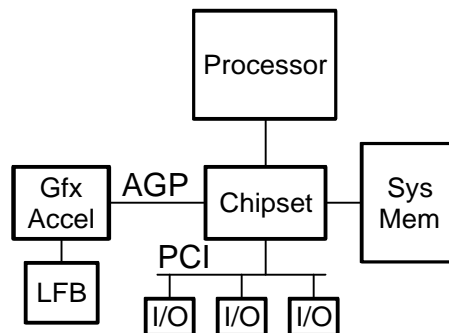 Processor
Gfx
Accel
AGP
Chipset
Sys
Mem
PCI
LFB
I/O
I/O
I/O